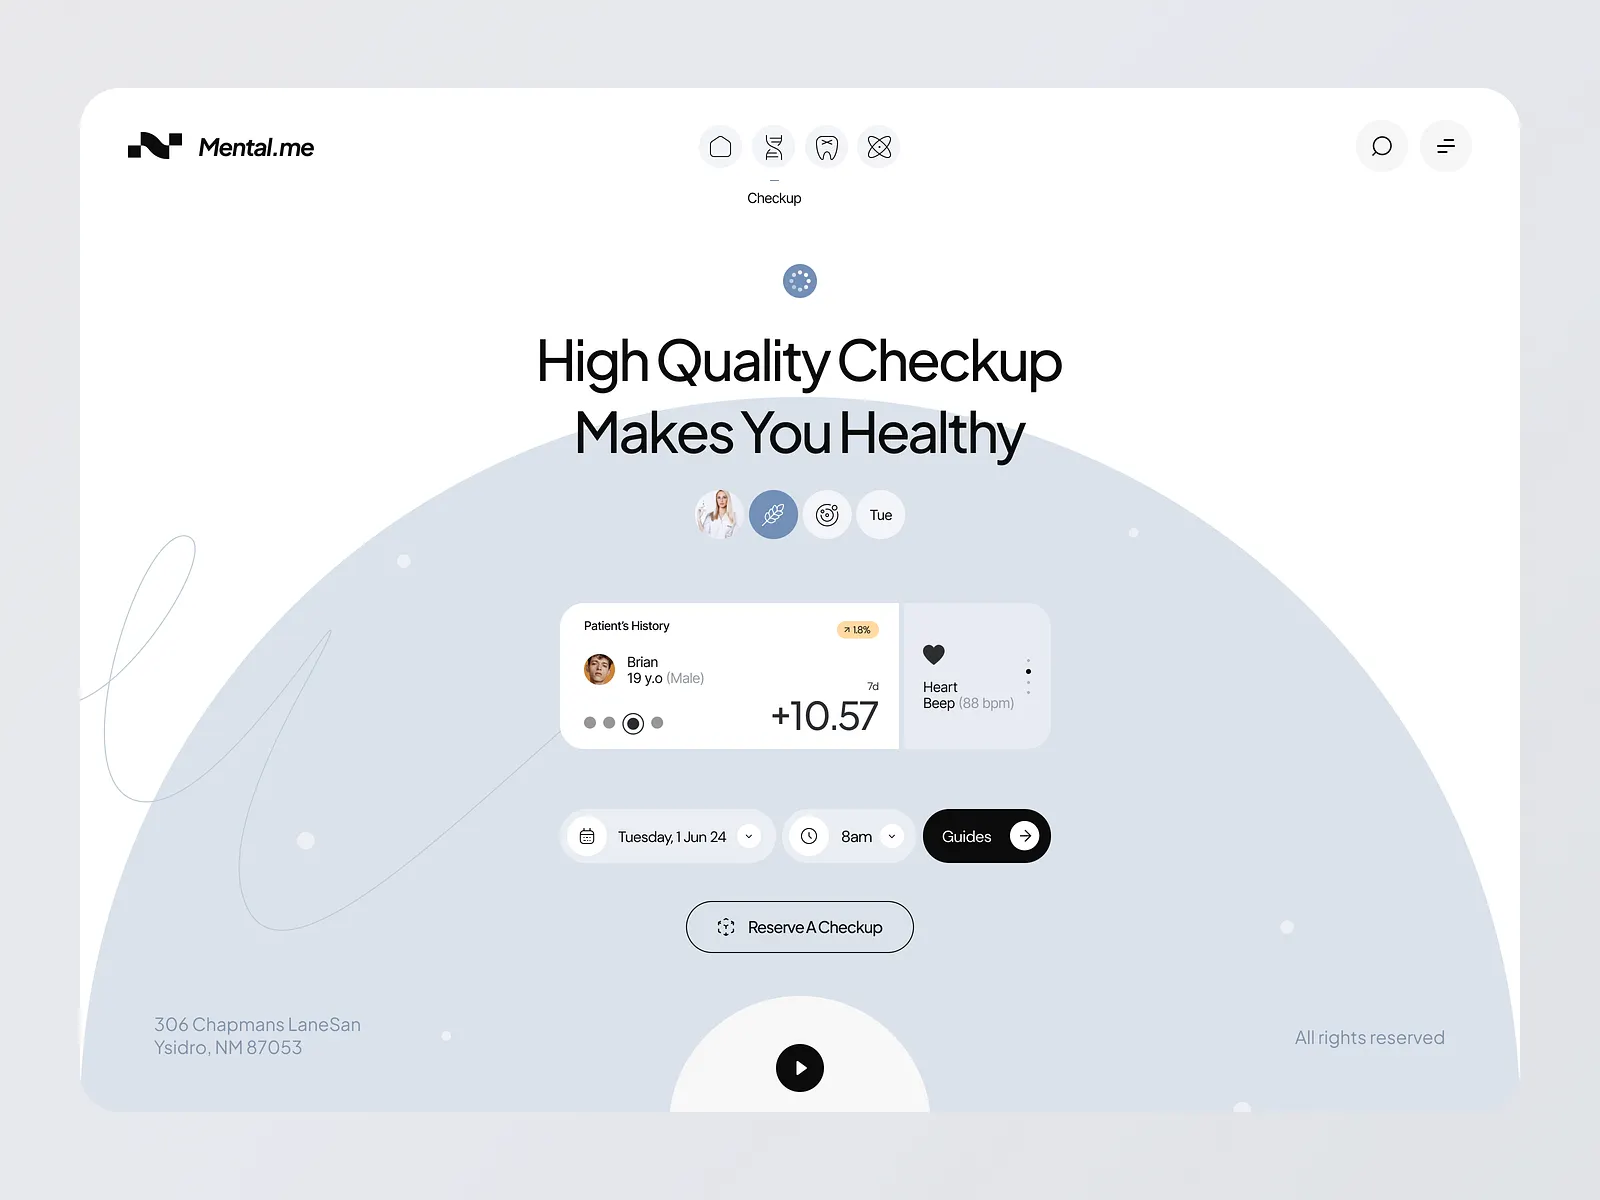 Mental.me
Checkup
High Quality Checkup
Makes You Healthy
Tue
Patient's History
1.8%
Brian
19 y.o (Male)
7d
+10.57
Heart
Beep (88 bpm)
Tuesday, 1 Jun 24
8am
Guides
Reserve A Checkup
306 Chapmans LaneSan
Ysidro, NM 87053
All rights reserved